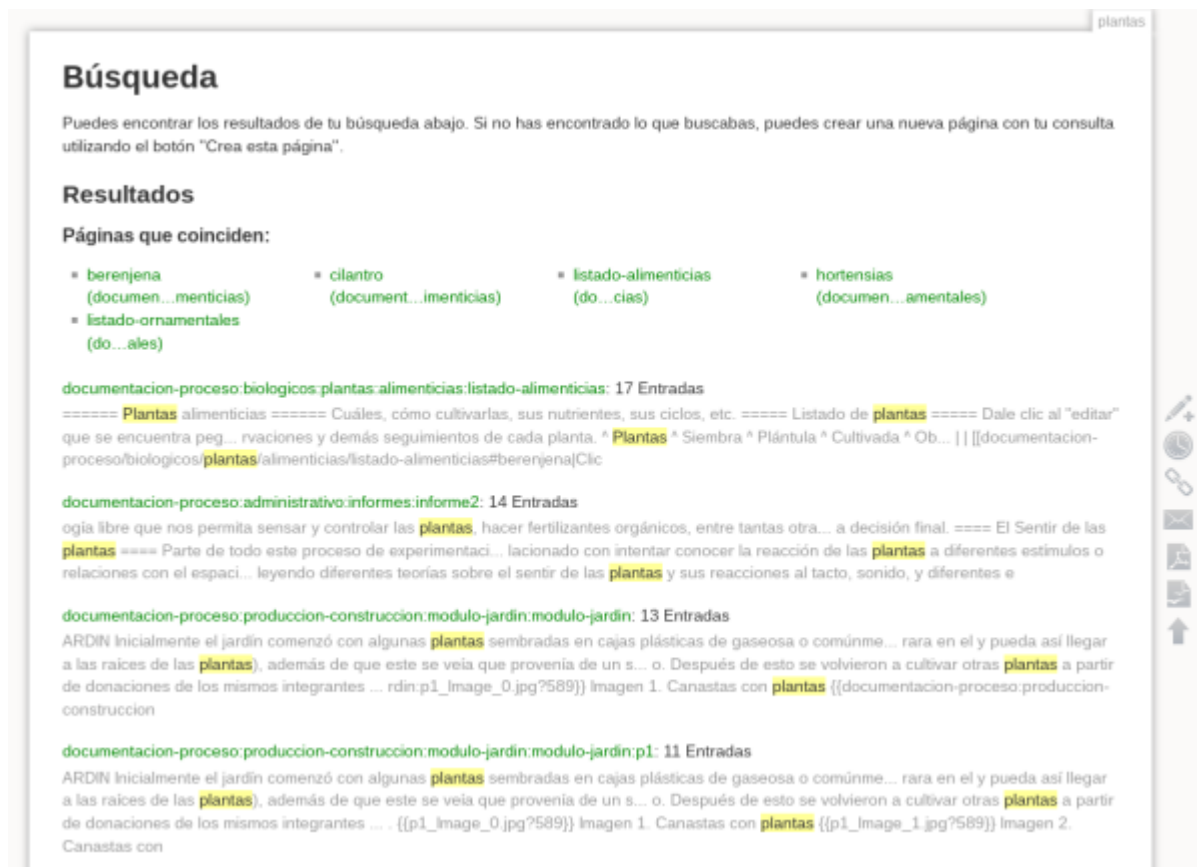 plantas
Búsqueda
Puedes encontrar los resultados de tu búsqueda abajo. Si no has encontrado lo que buscabas, puedes crear una nueva página con tu consulta
utilizando el botón "Crea esta página".
Resultados
Páginas que coinciden:
berenjena cilantro listado-alimenticias hortensias
(documen...menticias) (document...imenticias) (do...cias) (documen...amentales)
listado-ornamentales
(do...ales)
documentacion-proceso:biologicos:plantas:alimenticias:listado-alimenticias: 17 Entradas
====== Plantas alimenticias ====== Cuáles, cómo cultivarlas, sus nutrientes, sus ciclos, etc. ===== Listado de plantas ===== Dale clic al "editar"
que se encuentra peg... rvaciones y demás seguimientos de cada planta. ^ Plantas ^ Siembra ^ Plántula ^ Cultivada ^ Ob... | | [[documentacion-
proceso/biologicos/plantas/alimenticias/listado-alimenticias#berenjena|Clic
documentacion-proceso:administrativo:informes:informe2: 14 Entradas
ogía libre que nos permita sensar y controlar las plantas, hacer fertilizantes orgánicos, entre tantas otra... a decisión final. ==== El Sentir de las
plantas ==== Parte de todo este proceso de experimentaci... lacionado con intentar conocer la reacción de las plantas a diferentes estímulos o
relaciones con el espaci... leyendo diferentes teorías sobre el sentir de las plantas y sus reacciones al tacto, sonido, y diferentes e
documentacion-proceso:produccion-construccion:modulo-jardin:modulo-jardin: 13 Entradas
ARDIN Inicialmente el jardín comenzó con algunas plantas sembradas en cajas plásticas de gaseosa o comúnme... rara en el y pueda así llegar
a las raíces de las plantas), además de que este se veía que provenía de un s... o. Después de esto se volvieron a cultivar otras plantas a partir
de donaciones de los mismos integrantes ... rdin:p1_Image_0.jpg?589}} Imagen 1. Canastas con plantas {{documentacion-proceso:produccion-
construccion
documentacion-proceso:produccion-construccion:modulo-jardin:modulo-jardin:p1: 11 Entradas
ARDIN Inicialmente el jardín comenzó con algunas plantas sembradas en cajas plásticas de gaseosa o comúnme... rara en el y pueda así llegar
a las raíces de las plantas), además de que este se veía que provenía de un s... o. Después de esto se volvieron a cultivar otras plantas a partir
de donaciones de los mismos integrantes ... . {{p1_Image_0.jpg?589}} Imagen 1. Canastas con plantas {{p1_Image_1.jpg?589}} Imagen 2.
Canastas con